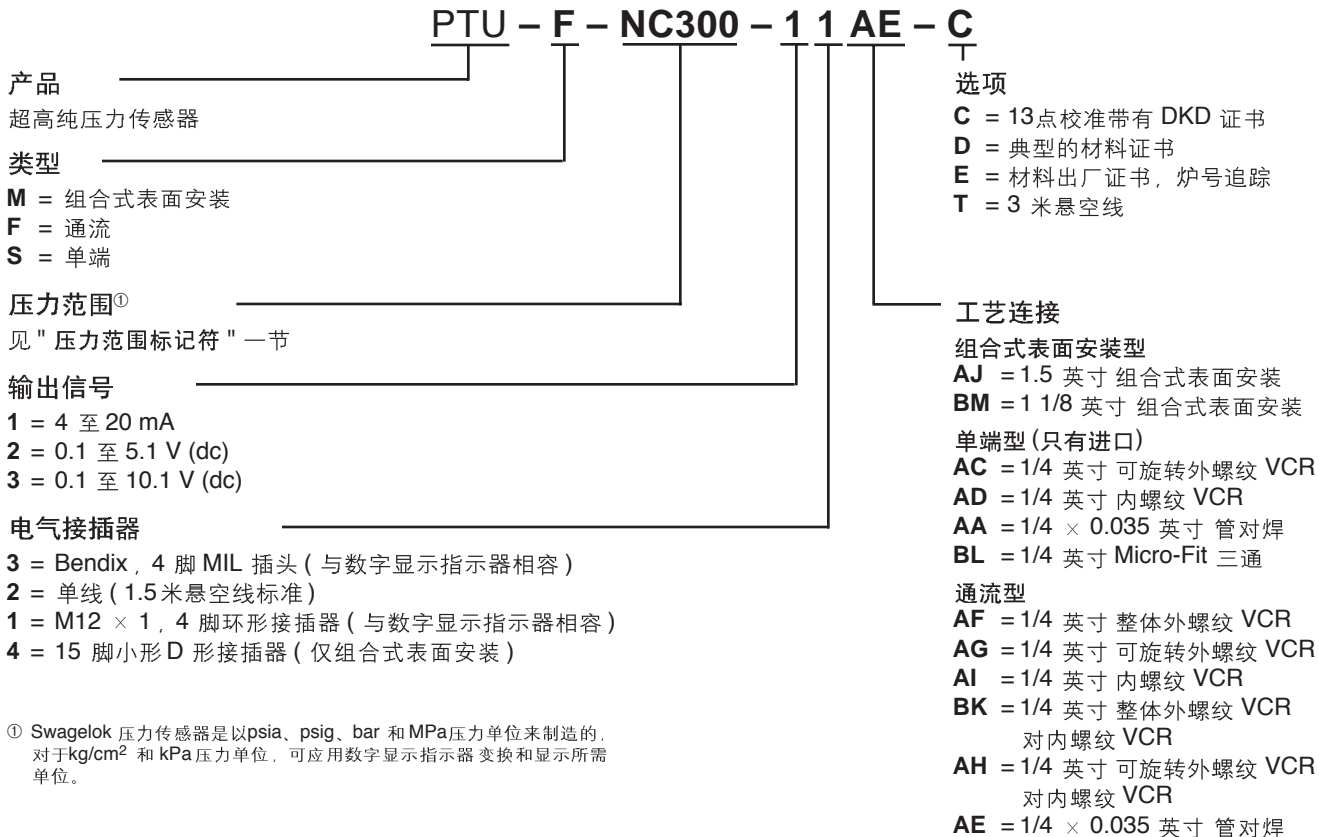 PTU – F – NC300 – 1 1 AE – C
产品
超高纯压力传感器
类型
M = 组合式表面安装
F = 通流
S = 单端
压力范围①
见 " 压力范围标记符 " 一节
输出信号
1 = 4 至 20 mA
2 = 0.1 至 5.1 V (dc)
3 = 0.1 至 10.1 V (dc)
电气接插器
3 = Bendix , 4 脚 MIL 插头 ( 与数字显示指示器相容 )
2 = 单线 ( 1.5米悬空线标准 )
1 = M12 × 1 , 4 脚环形接插器 ( 与数字显示指示器相容 )
4 = 15 脚小形 D 形接插器 ( 仅组合式表面安装 )
① Swagelok 压力传感器是以psia、psig、bar 和 MPa压力单位来制造的,
对于kg/cm² 和 kPa 压力单位, 可应用数字显示指示器 变换和显示所需
单位。
选项
C = 13点校准带有 DKD 证书
D = 典型的材料证书
E = 材料出厂证书, 炉号追踪
T = 3 米悬空线
工艺连接
组合式表面安装型
AJ = 1.5 英寸 组合式表面安装
BM = 1 1/8 英寸 组合式表面安装
单端型 (只有进口)
AC = 1/4 英寸 可旋转外螺纹 VCR
AD = 1/4 英寸 内螺纹 VCR
AA = 1/4 × 0.035 英寸 管对焊
BL = 1/4 英寸 Micro-Fit 三通
通流型
AF = 1/4 英寸 整体外螺纹 VCR
AG = 1/4 英寸 可旋转外螺纹 VCR
AI = 1/4 英寸 内螺纹 VCR
BK = 1/4 英寸 整体外螺纹 VCR
对内螺纹 VCR
AH = 1/4 英寸 可旋转外螺纹 VCR
对内螺纹 VCR
AE = 1/4 × 0.035 英寸 管对焊